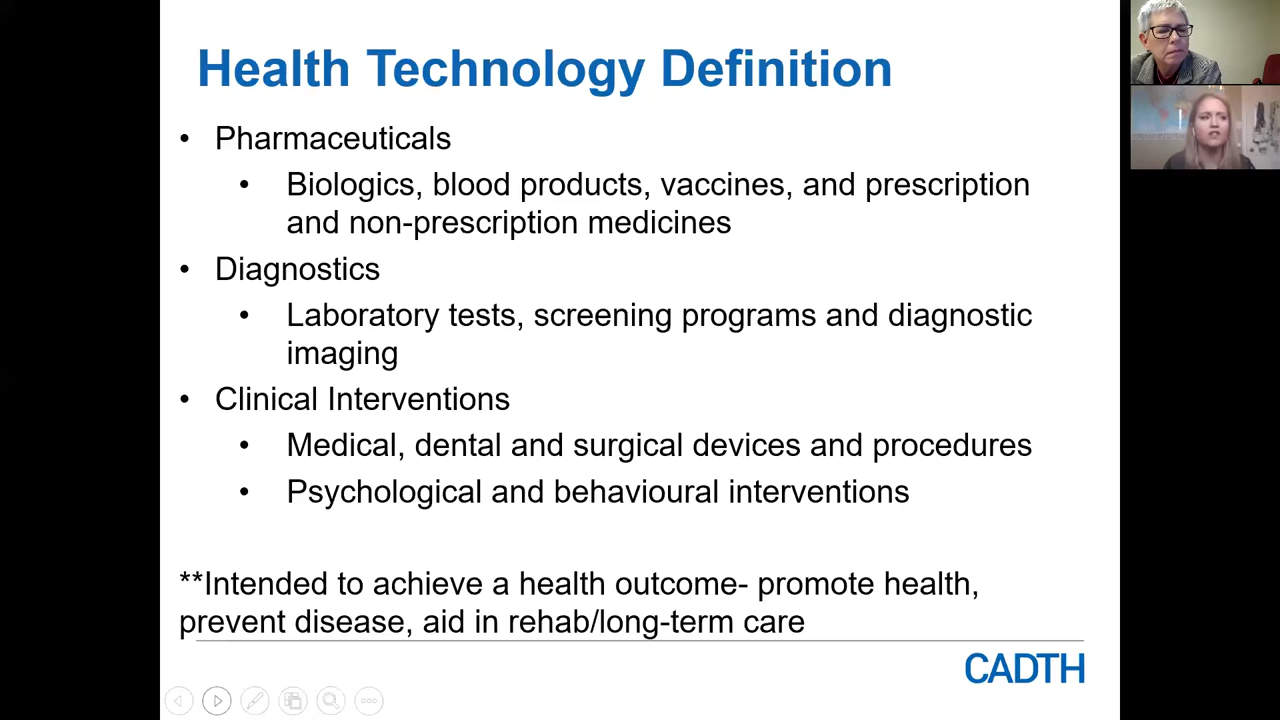 Health Technology Definition
• Pharmaceuticals
• Biologics, blood products, vaccines, and prescription
and non-prescription medicines
• Diagnostics
• Laboratory tests, screening programs and diagnostic
imaging
• Clinical Interventions
• Medical, dental and surgical devices and procedures
• Psychological and behavioural interventions
**Intended to achieve a health outcome- promote health,
prevent disease, aid in rehab/long-term care
CADTH